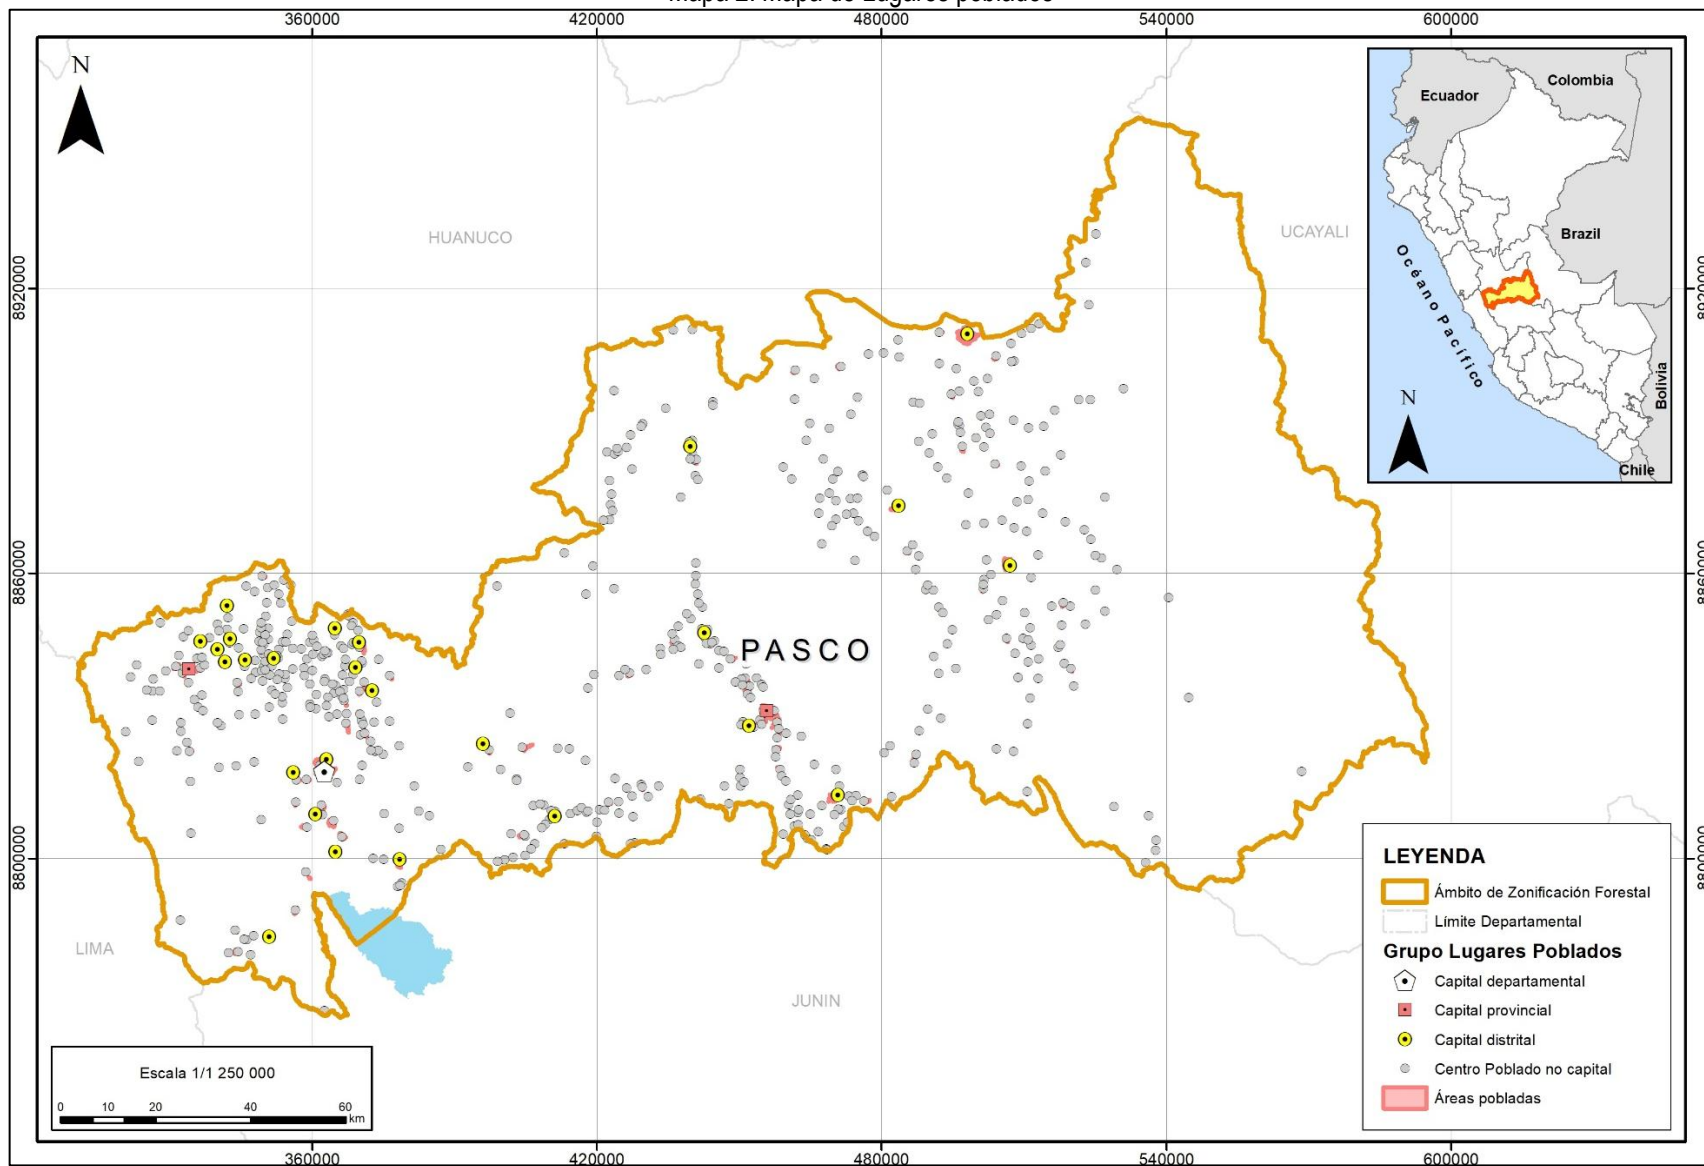 Mapa 2. Mapa de Lugares poblados
360000
420000
480000
540000
600000
N
HUANUCO
UCAYALI
8920000
8920000
8860000
8860000
8800000
8800000
PASCO
LIMA
JUNIN
Ecuador
Colombia
Brazil
Océano Pacífico
Bolivia
N
Chile
LEYENDA
Ámbito de Zonificación Forestal
Límite Departamental
Grupo Lugares Poblados
Capital departamental
Capital provincial
Capital distrital
Centro Poblado no capital
Áreas pobladas
Escala 1/1 250 000
0 10 20 40 60
km
360000
420000
480000
540000
600000